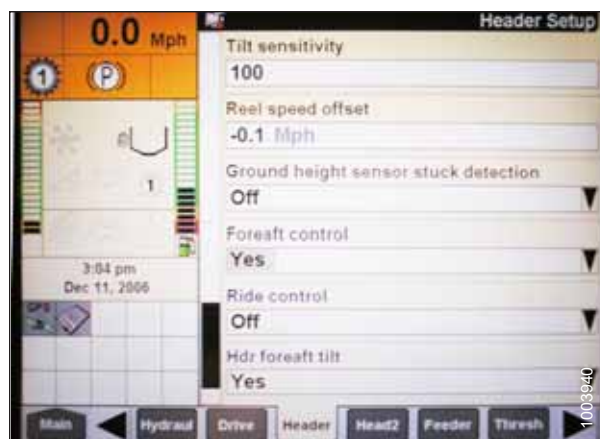 0.0 Mph
Header Setup
Tilt sensitivity
100
Reel speed offset
-0.1 Mph
Ground height sensor stuck detection
Off
Foreaft control
Yes
Ride control
Off
Hdr foreaft tilt
Yes
1
P
1
3:04 pm
Dec 11, 2006
GPS
Main
Hydraul
Drive
Header
Head2
Feeder
Thresh
1003940